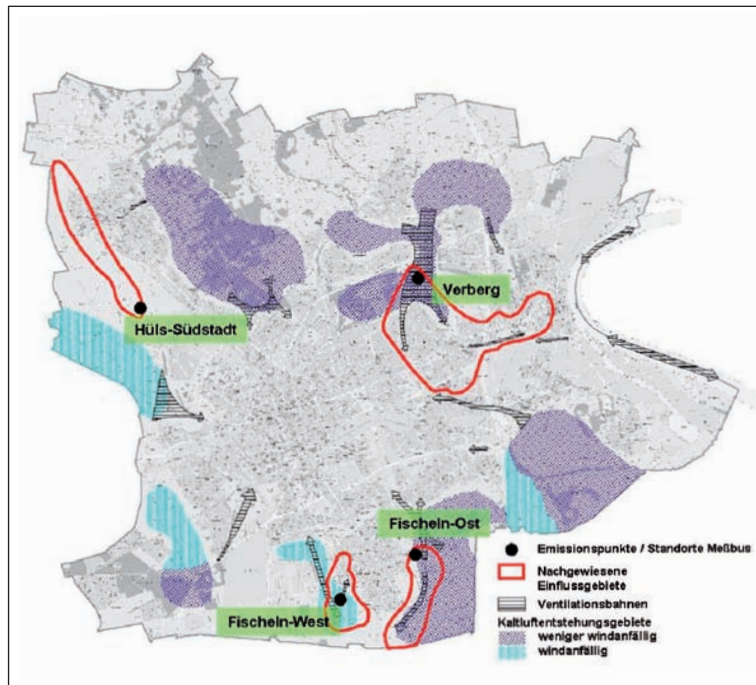 Verberg
Hüls-Südstadt
Fischeln-Ost
Fischeln-West
Emissionspunkte / Standorte Meßbus
Nachgewiesene
Einflussgebiete
Ventilationsbahnen
Kaltluftentstehungsgebiete
weniger windanfällig
windanfällig